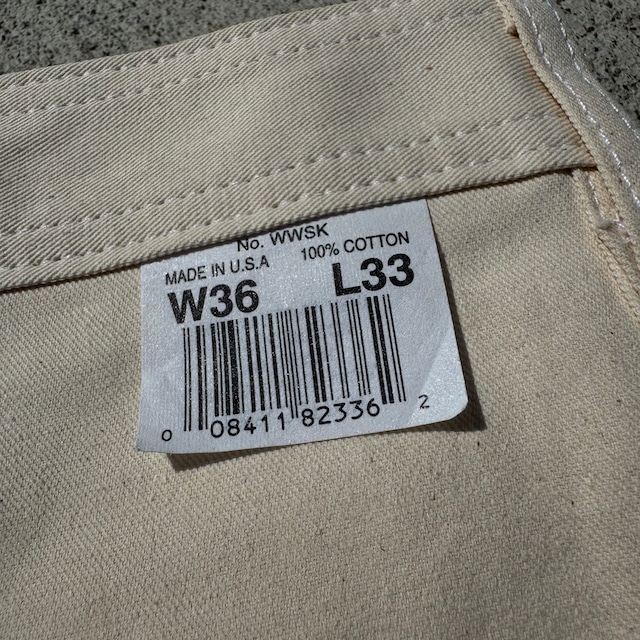 No. WWSK
MADE IN U.S.A 100% COTTON
W36 L33
0 08411 82336 2